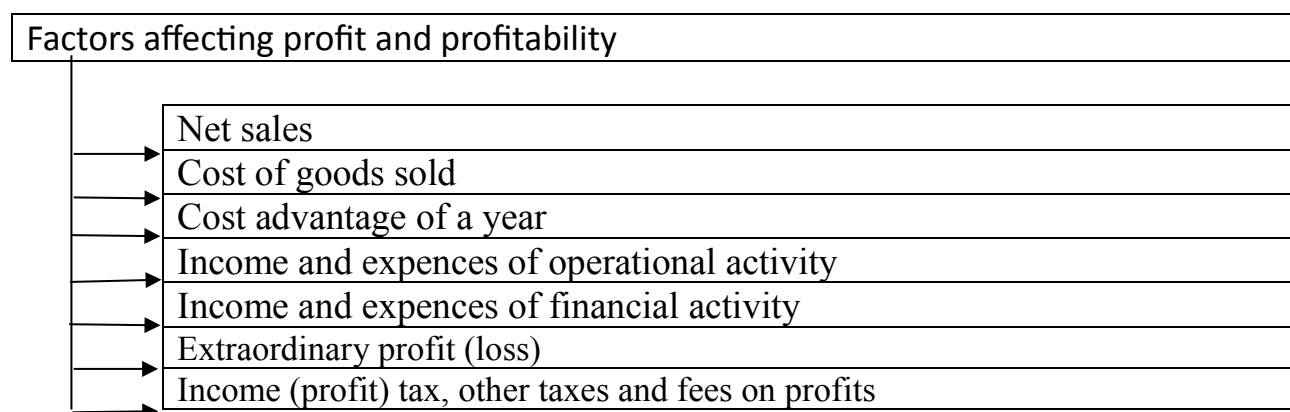 Factors affecting profit and profitability
Net sales
Cost of goods sold
Cost advantage of a year
Income and expences of operational activity
Income and expences of financial activity
Extraordinary profit (loss)
Income (profit) tax, other taxes and fees on profits